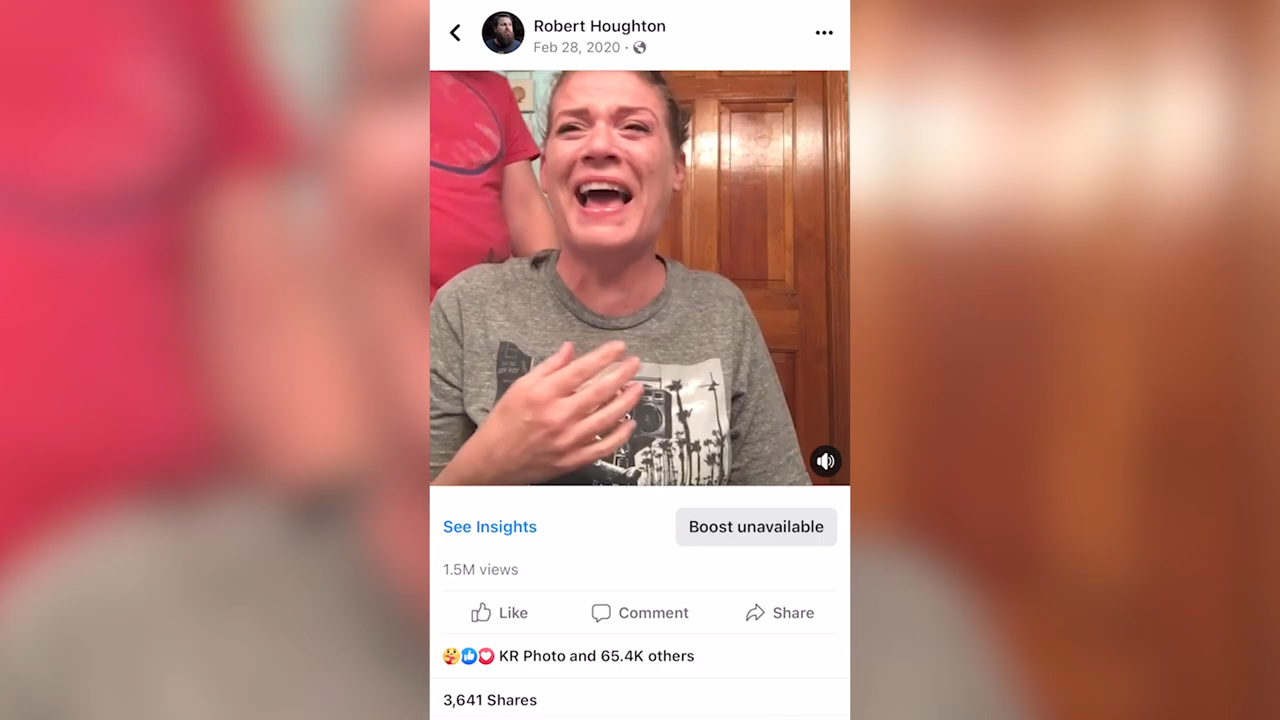 Robert Houghton
Feb 28, 2020 ·
See Insights
Boost unavailable
1.5M views
Like
Comment
Share
KR Photo and 65.4K others
3,641 Shares